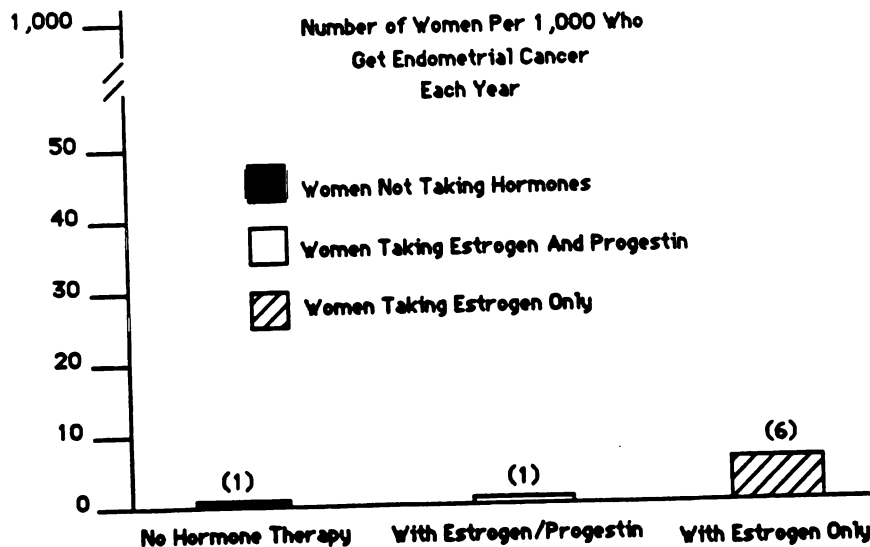 1,000
Number of Women Per 1,000 Who
Get Endometrial Cancer
Each Year
50
Women Not Taking Hormones
40
Women Taking Estrogen And Progestin
30
Women Taking Estrogen Only
20
10
0
(1)
(1)
(6)
No Hormone Therapy
With Estrogen/Progestin
With Estrogen Only